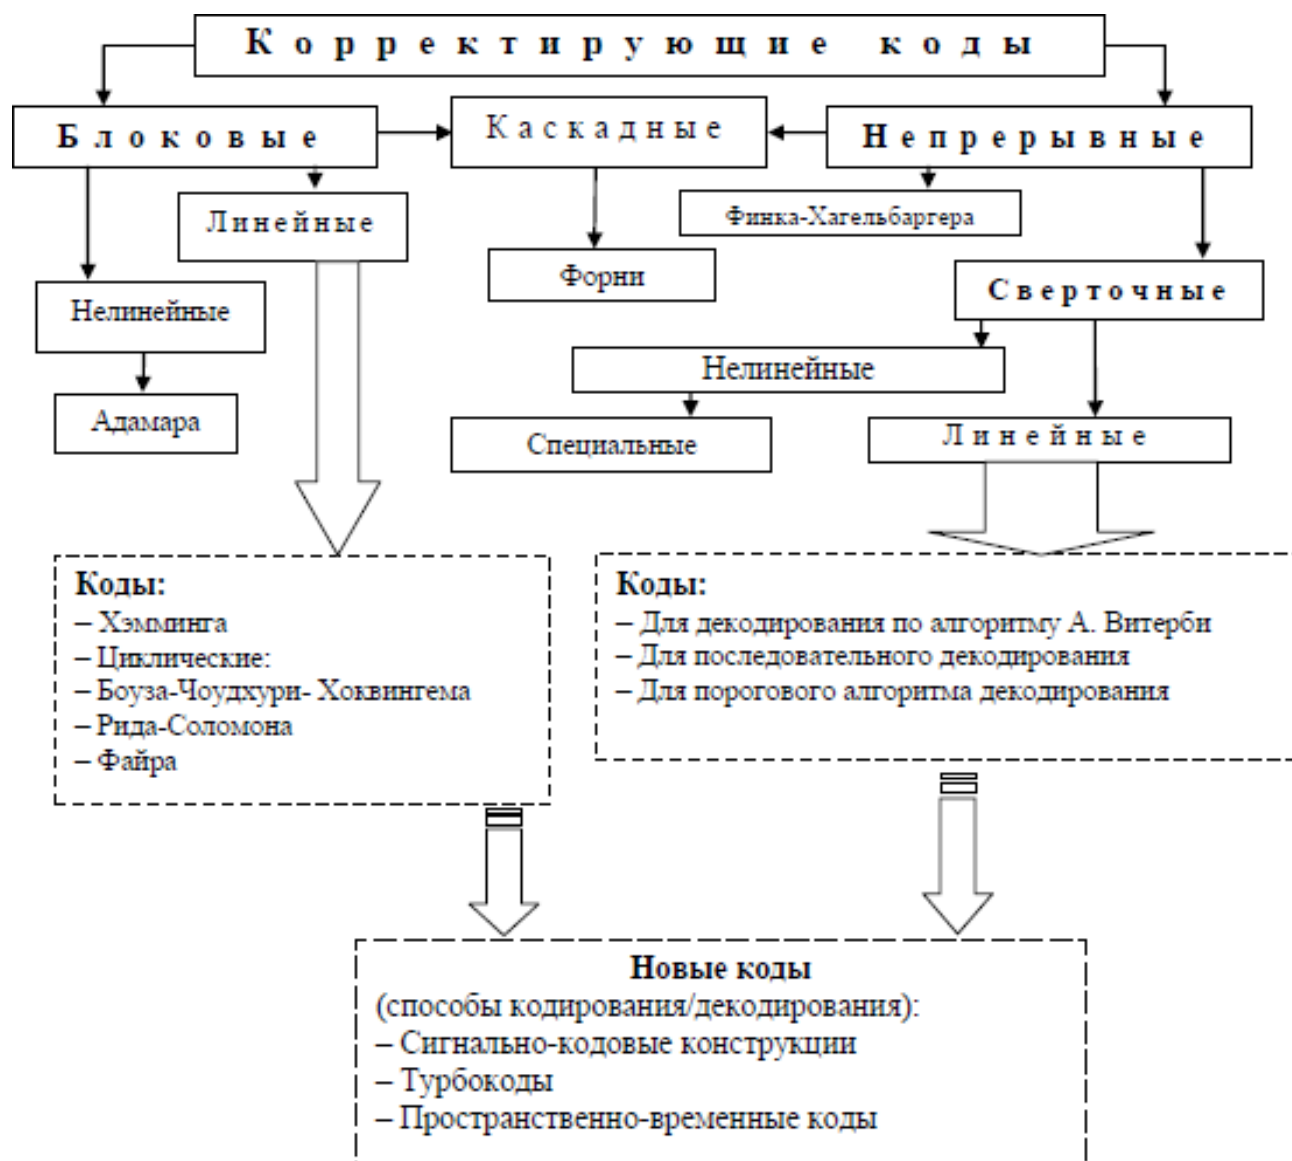 Корректирующие коды
Блоковые
Каскадные
Непрерывные
Линейные
Финка-Хагельбаргера
Форни
Сверточные
Нелинейные
Нелинейные
Адамара
Специальные
Линейные
Коды:
– Хэмминга
– Циклические:
– Боуза-Чоудхури- Хоквингема
– Рида-Соломона
– Файра
Коды:
– Для декодирования по алгоритму А. Витерби
– Для последовательного декодирования
– Для порогового алгоритма декодирования
Новые коды
(способы кодирования/декодирования):
– Сигнально-кодовые конструкции
– Турбокоды
– Пространственно-временные коды